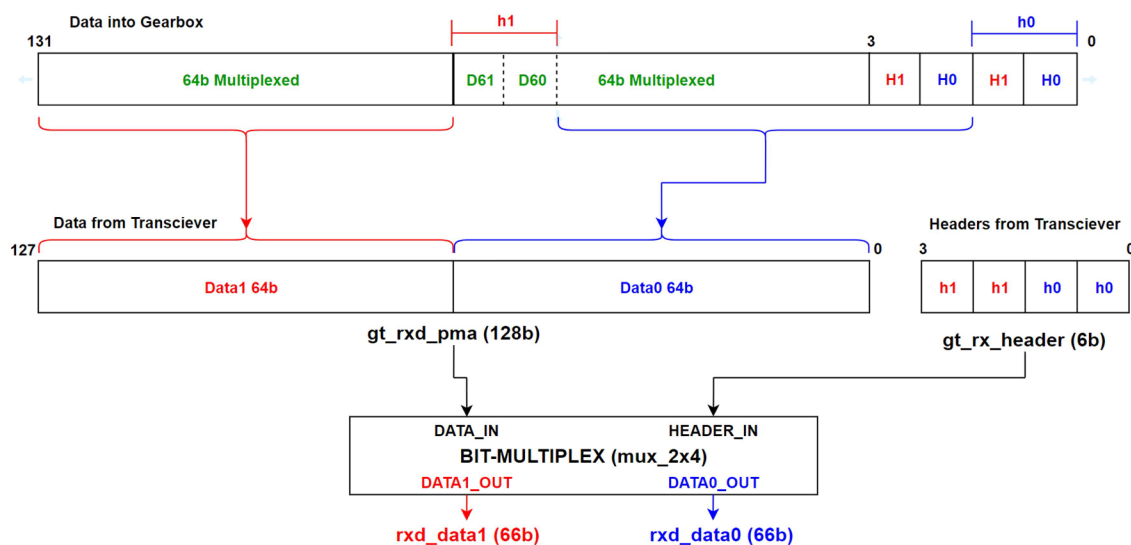 Data into Gearbox
h1
h0
131
3
0
64b Multiplexed
D61
D60
64b Multiplexed
H1
H0
H1
H0
Data from Transciever
Headers from Transciever
127
0
3
0
Data1 64b
Data0 64b
h1
h1
h0
h0
gt_rxd_pma (128b)
gt_rx_header (6b)
DATA_IN
HEADER_IN
BIT-MULTIPLEX (mux_2x4)
DATA1_OUT
DATA0_OUT
rxd_data1 (66b)
rxd_data0 (66b)